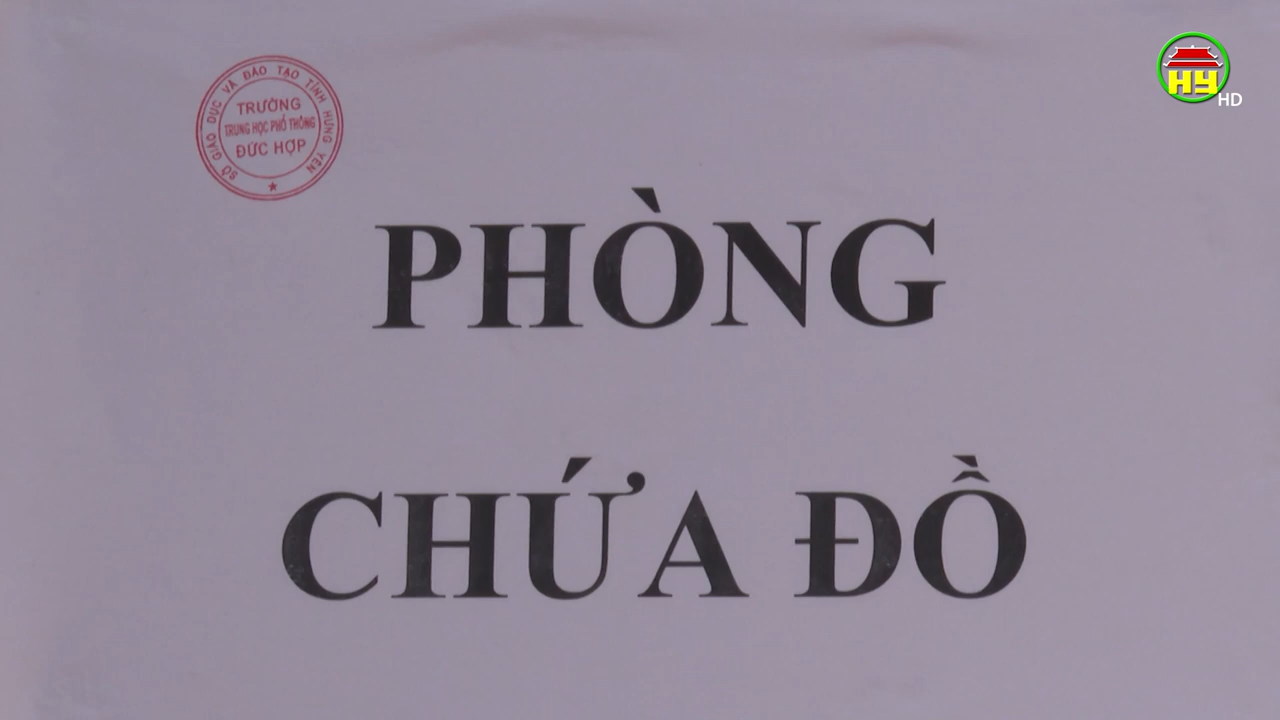 SỞ GIÁO DỤC VÀ ĐÀO TẠO TỈNH HƯNG YÊN
TRƯỜNG
TRUNG HỌC PHỔ THÔNG
ĐỨC HỢP
HY
HD
PHÒNG
CHỨA ĐỒ